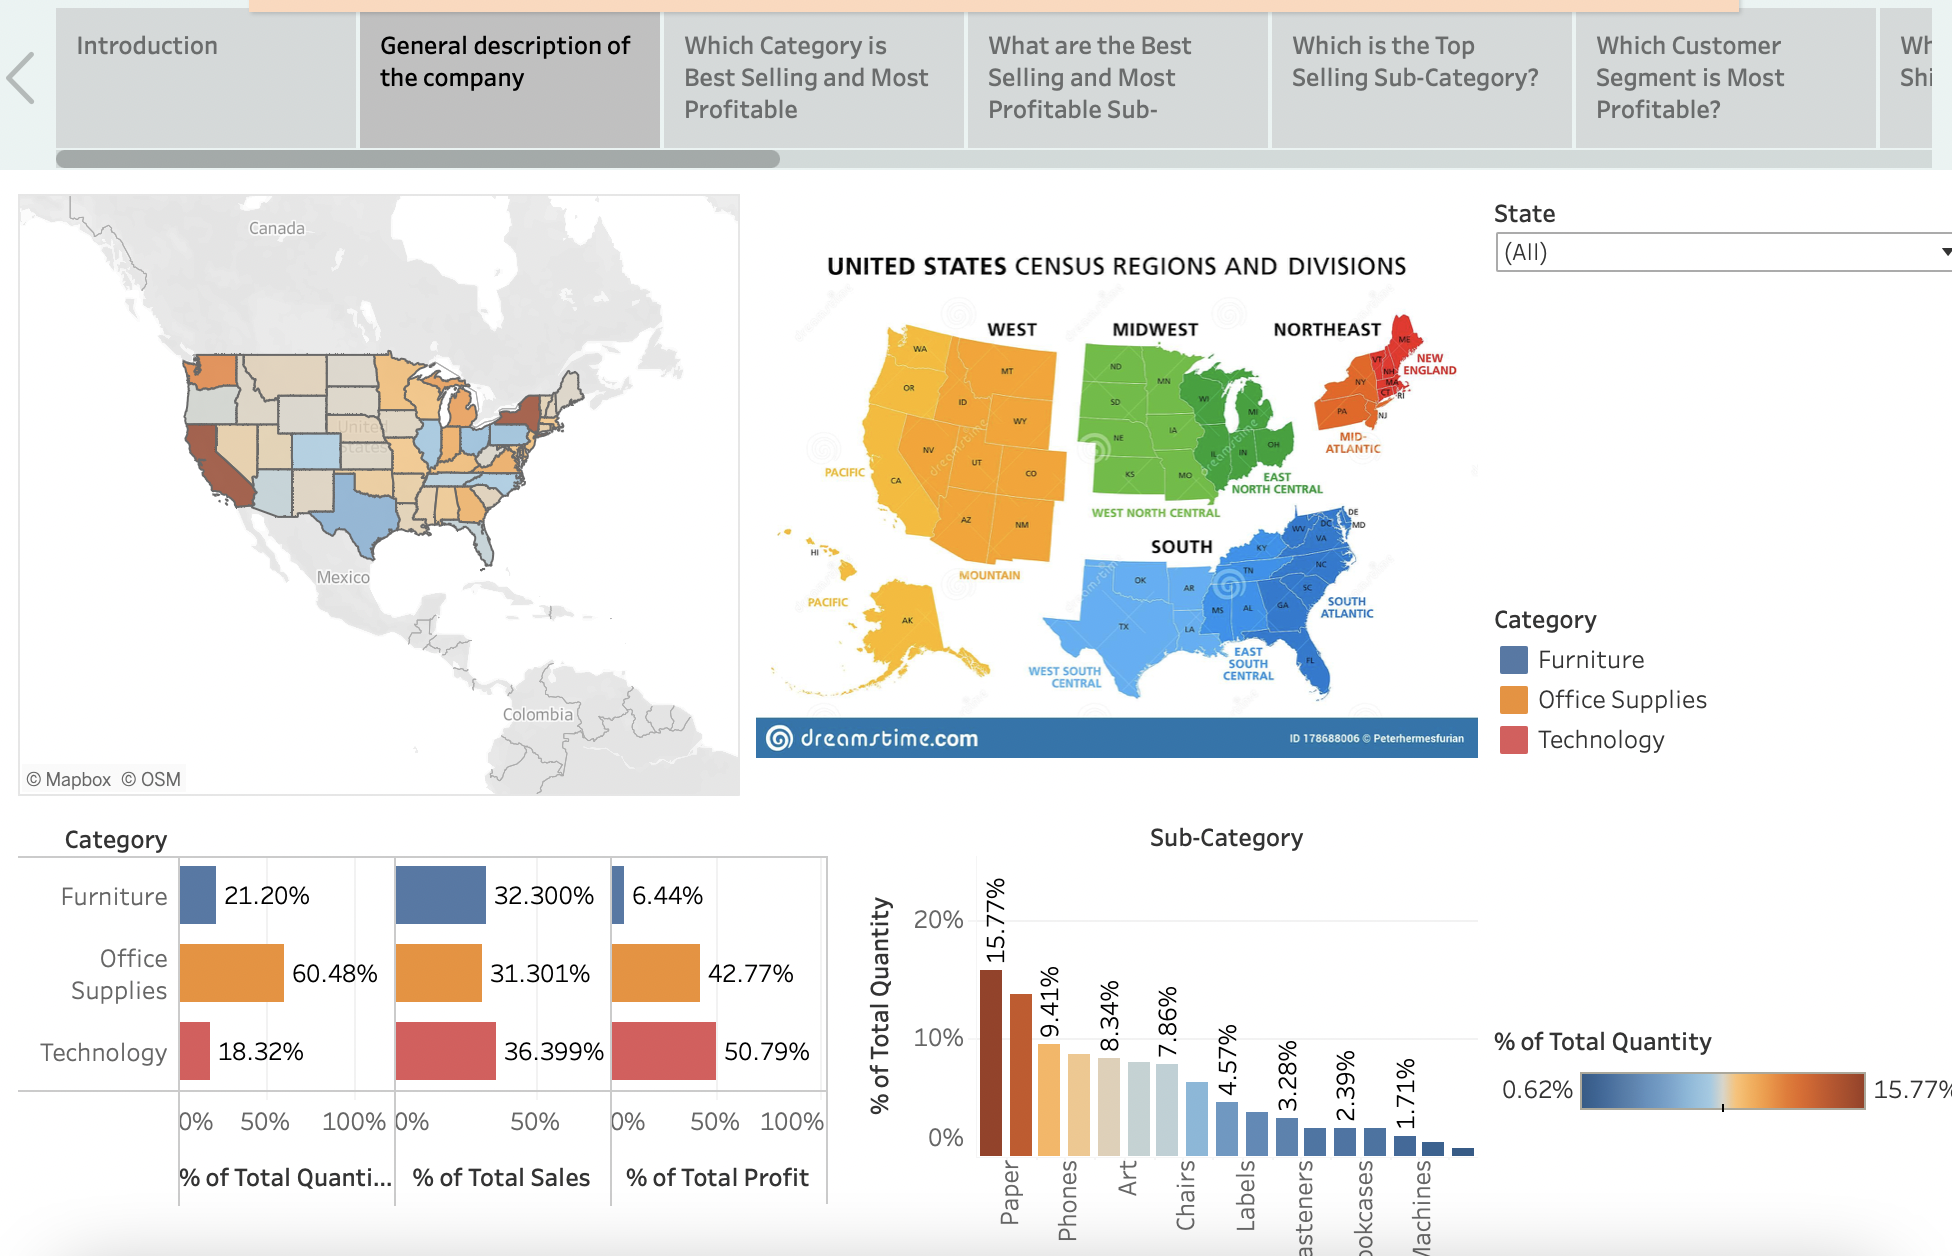 Introduction
General description of
the company
Which Category is
Best Selling and Most
Profitable
What are the Best
Selling and Most
Profitable Sub-
Which is the Top
Selling Sub-Category?
Which Customer
Segment is Most
Profitable?
Wh
Shi
Canada
United
States
Mexico
Colombia
© Mapbox © OSM
UNITED STATES CENSUS REGIONS AND DIVISIONS
WEST
MIDWEST
NORTHEAST
WA
OR
CA
MT
ID
WY
NV
UT
CO
AZ
NM
PACIFIC
MOUNTAIN
HI
PACIFIC
AK
ND
MN
SD
WI
MI
NE
IA
IL
IN
OH
KS
MO
EAST
NORTH CENTRAL
WEST NORTH CENTRAL
ME
VT
NH
NY
MA
CT
RI
PA
NJ
NEW
ENGLAND
MID-
ATLANTIC
SOUTH
DE
MD
DC
WV
VA
KY
OK
AR
TN
NC
SC
MS
AL
GA
TX
LA
FL
SOUTH
ATLANTIC
EAST
SOUTH
CENTRAL
WEST SOUTH
CENTRAL
dreamstime.com
ID 178688006 © Peterhermesfurian
State
(All)
Category
Furniture
Office Supplies
Technology
Category
Furniture
21.20%
32.300%
6.44%
Office
Supplies
60.48%
31.301%
42.77%
Technology
18.32%
36.399%
50.79%
0% 50% 100%
0% 50%
0% 50% 100%
% of Total Quanti...
% of Total Sales
% of Total Profit
Sub-Category
% of Total Quantity
20%
10%
0%
15.77%
9.41%
8.34%
7.86%
4.57%
3.28%
2.39%
1.71%
Paper
Phones
Art
Chairs
Labels
asteners
ookcases
Machines
% of Total Quantity
0.62%
15.77%